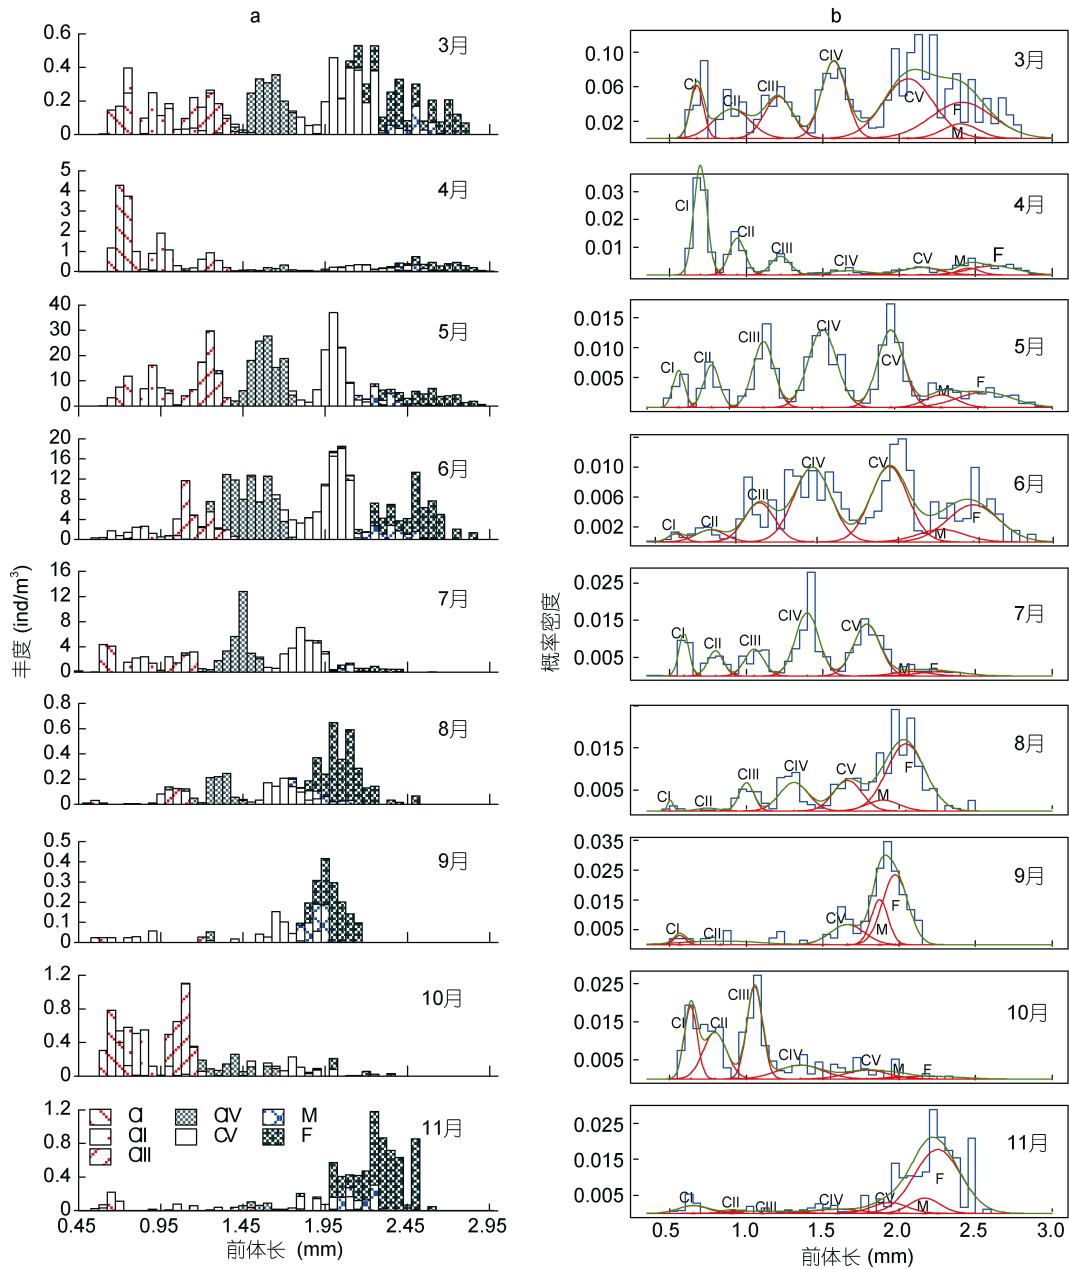 a
b
0.6
0.4
0.2
0
3月
5
4
3
2
1
0
4月
40
30
20
10
0
5月
20
16
12
8
4
0
6月
16
12
8
4
0
7月
0.8
0.6
0.4
0.2
0
8月
0.5
0.4
0.3
0.2
0.1
0
9月
1.2
0.8
0.4
0
10月
1.2
0.8
0.4
0
11月
CI
CII
CIII
CIV
CV
M
F
0.45 0.95 1.45 1.95 2.45 2.95
前体长 (mm)
丰度 (ind/m³)
0.10
0.06
0.02
CI CII CIII CIV CV F M
3月
0.03
0.02
0.01
CI CII CIII CIV CV M F
4月
0.015
0.010
0.005
CI CII CIII CIV CV M F
5月
0.010
0.006
0.002
CI CII CIII CIV CV M F
6月
0.025
0.015
0.005
CI CII CIII CIV CV M F
7月
0.015
0.005
CI CII CIII CIV CV M F
8月
0.035
0.025
0.015
0.005
CI CII CV M F
9月
0.025
0.015
0.005
CI CII CIII CIV CV M F
10月
0.025
0.015
0.005
CI CII CIII CIV CV M F
11月
0.5 1.0 1.5 2.0 2.5 3.0
前体长 (mm)
概率密度